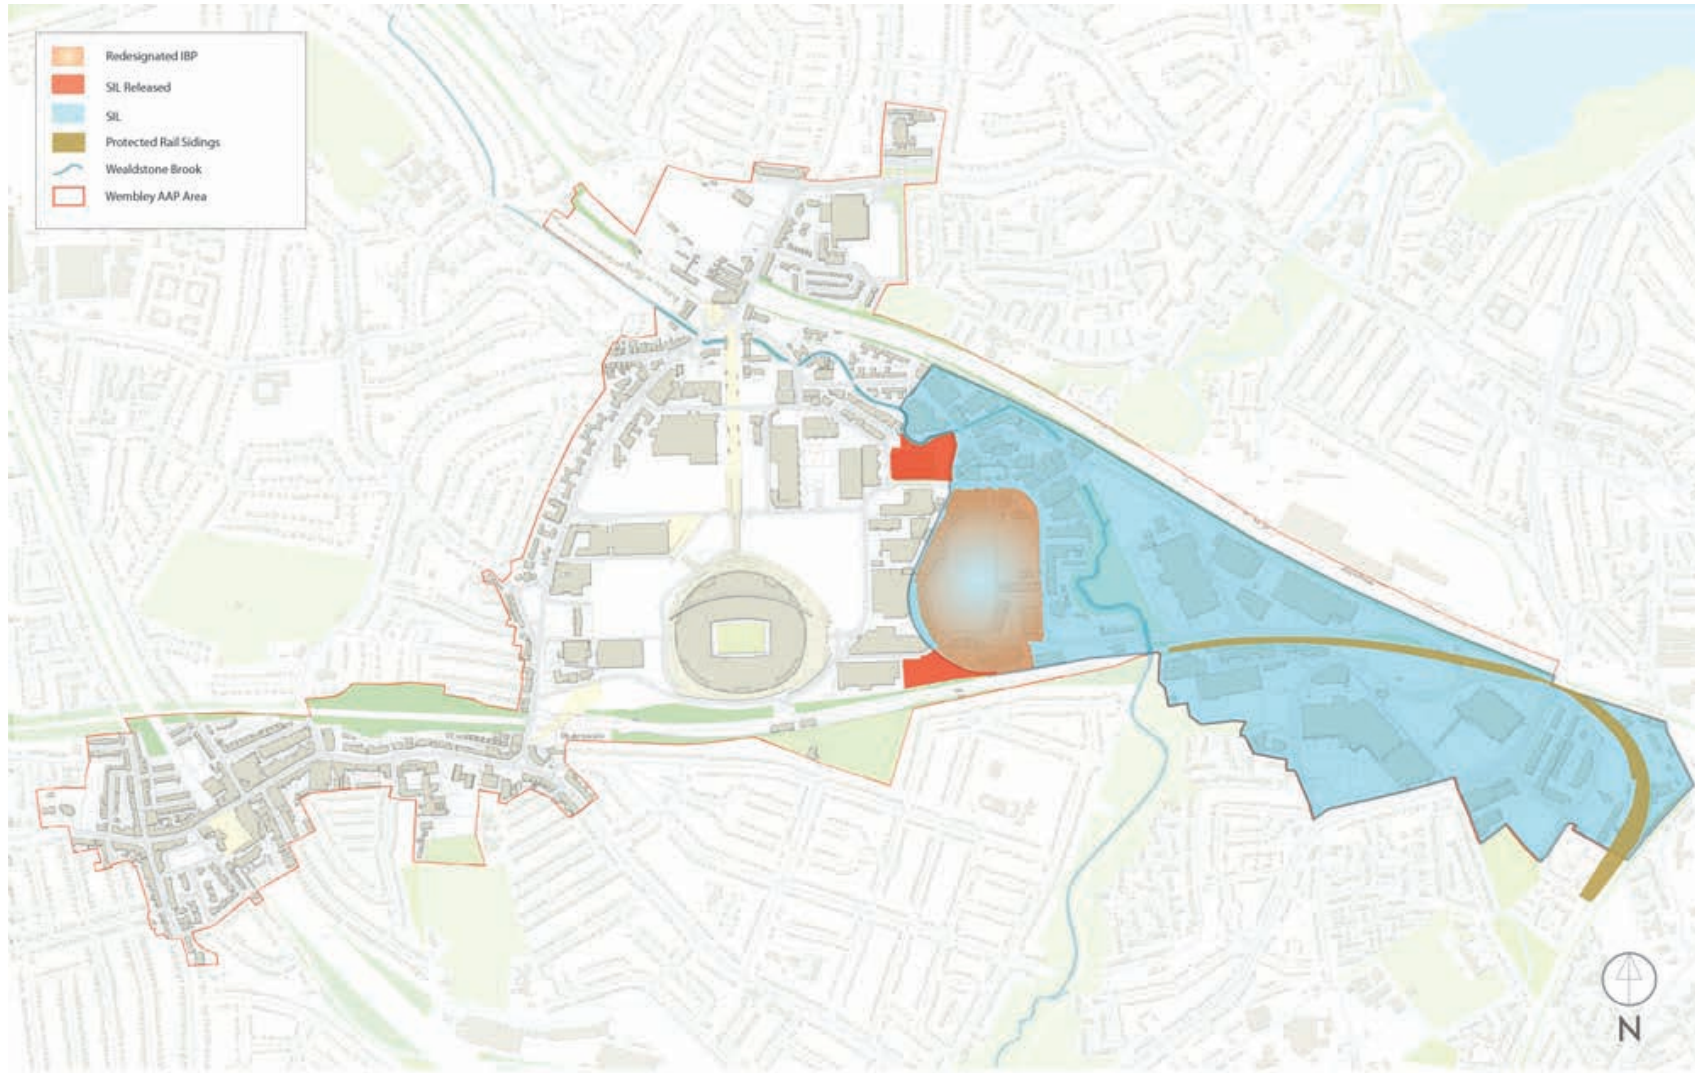 Redesignated IBP
SIL Released
SIL
Protected Rail Sidings
Wealdstone Brook
Wembley AAP Area
N